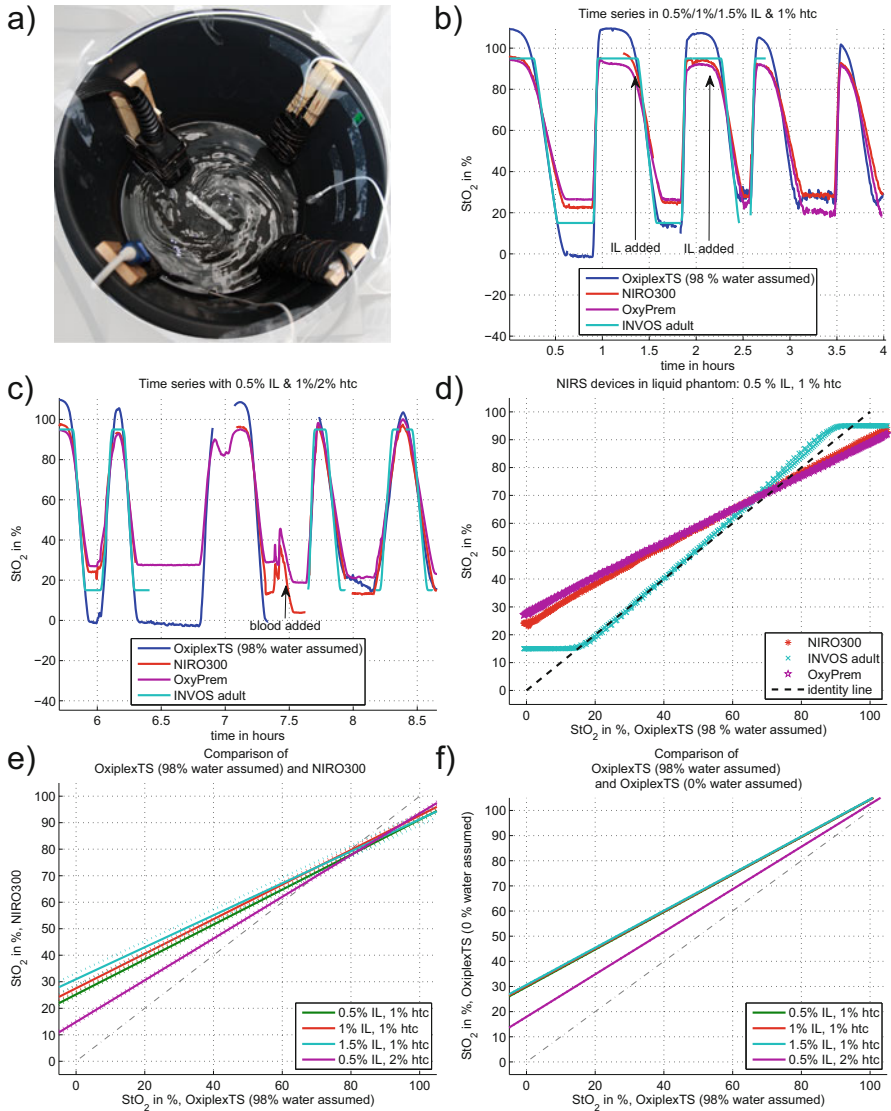 a)
b)
Time series in 0.5%/1%/1.5% IL & 1% htc
StO2 in %
100
80
60
40
20
0
−20
−40
IL added
IL added
OxiplexTS (98 % water assumed)
NIRO300
OxyPrem
INVOS adult
0.5 1 1.5 2 2.5 3 3.5 4
time in hours
c)
Time series with 0.5% IL & 1%/2% htc
StO2 in %
100
80
60
40
20
0
−20
−40
blood added
OxiplexTS (98% water assumed)
NIRO300
OxyPrem
INVOS adult
6 6.5 7 7.5 8 8.5
time in hours
d)
NIRS devices in liquid phantom: 0.5 % IL, 1 % htc
StO2 in %
100
90
80
70
60
50
40
30
20
10
0
NIRO300
INVOS adult
OxyPrem
identity line
0 20 40 60 80 100
StO2 in %, OxiplexTS (98 % water assumed)
e)
Comparison of
OxiplexTS (98% water assumed) and NIRO300
StO2 in %, NIRO300
100
90
80
70
60
50
40
30
20
10
0
0.5% IL, 1% htc
1% IL, 1% htc
1.5% IL, 1% htc
0.5% IL, 2% htc
0 20 40 60 80 100
StO2 in %, OxiplexTS (98% water assumed)
f)
Comparison of
OxiplexTS (98% water assumed)
and OxiplexTS (0% water assumed)
StO2 in %, OxiplexTS (0 % water assumed)
100
90
80
70
60
50
40
30
20
10
0
0.5% IL, 1% htc
1% IL, 1% htc
1.5% IL, 1% htc
0.5% IL, 2% htc
0 20 40 60 80 100
StO2 in %, OxiplexTS (98% water assumed)